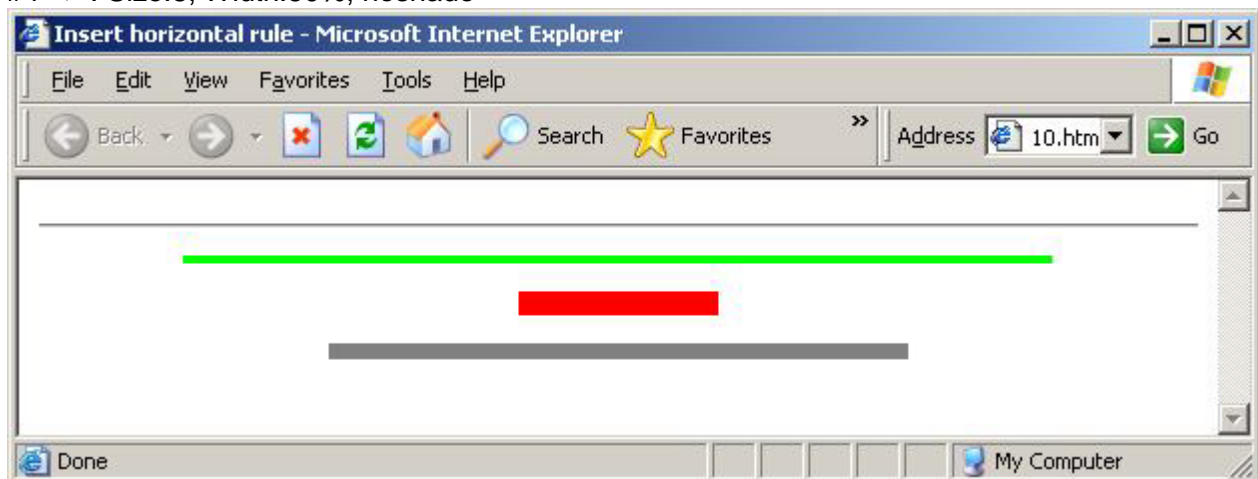 Insert horizontal rule - Microsoft Internet Explorer
File Edit View Favorites Tools Help
Back Search Favorites » Address 10.htm Go
Done My Computer